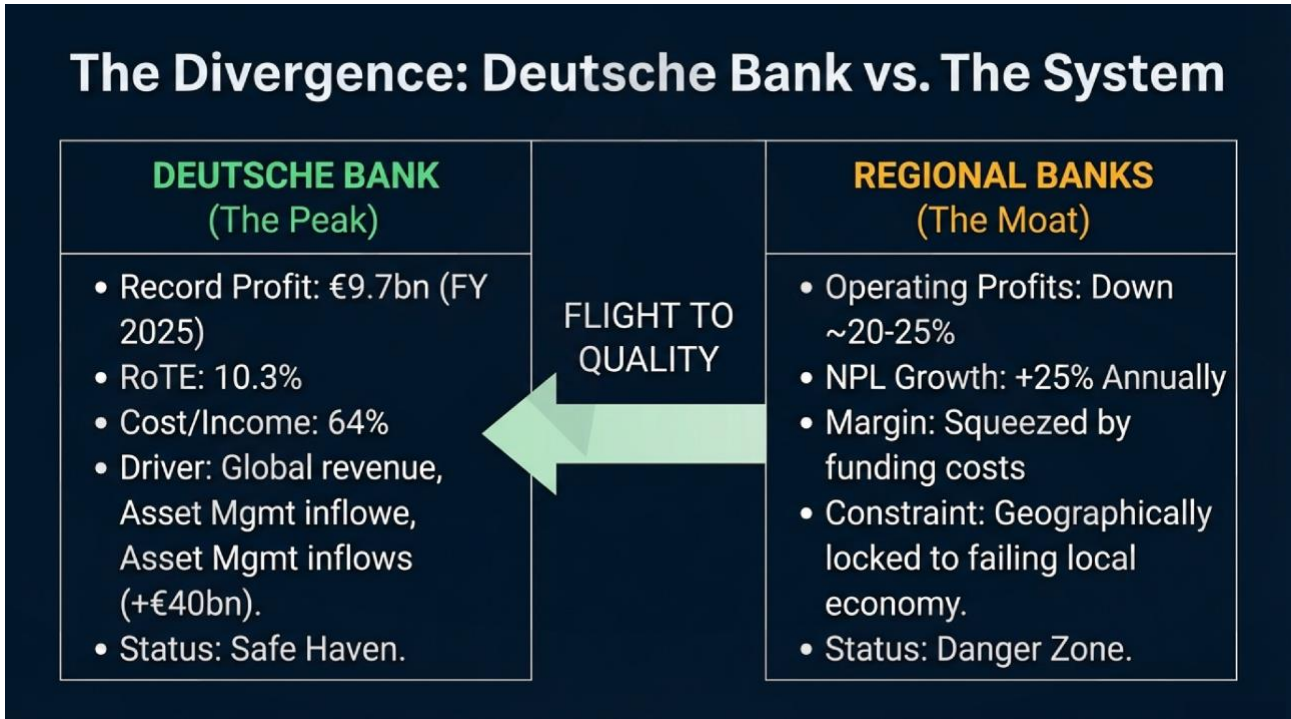 The Divergence: Deutsche Bank vs. The System
DEUTSCHE BANK
(The Peak)
• Record Profit: €9.7bn (FY
2025)
• RoTE: 10.3%
• Cost/Income: 64%
• Driver: Global revenue,
Asset Mgmt inflowe,
Asset Mgmt inflows
(+€40bn).
• Status: Safe Haven.
FLIGHT TO
QUALITY
REGIONAL BANKS
(The Moat)
• Operating Profits: Down
~20-25%
• NPL Growth: +25% Annually
• Margin: Squeezed by
funding costs
• Constraint: Geographically
locked to failing local
economy.
• Status: Danger Zone.